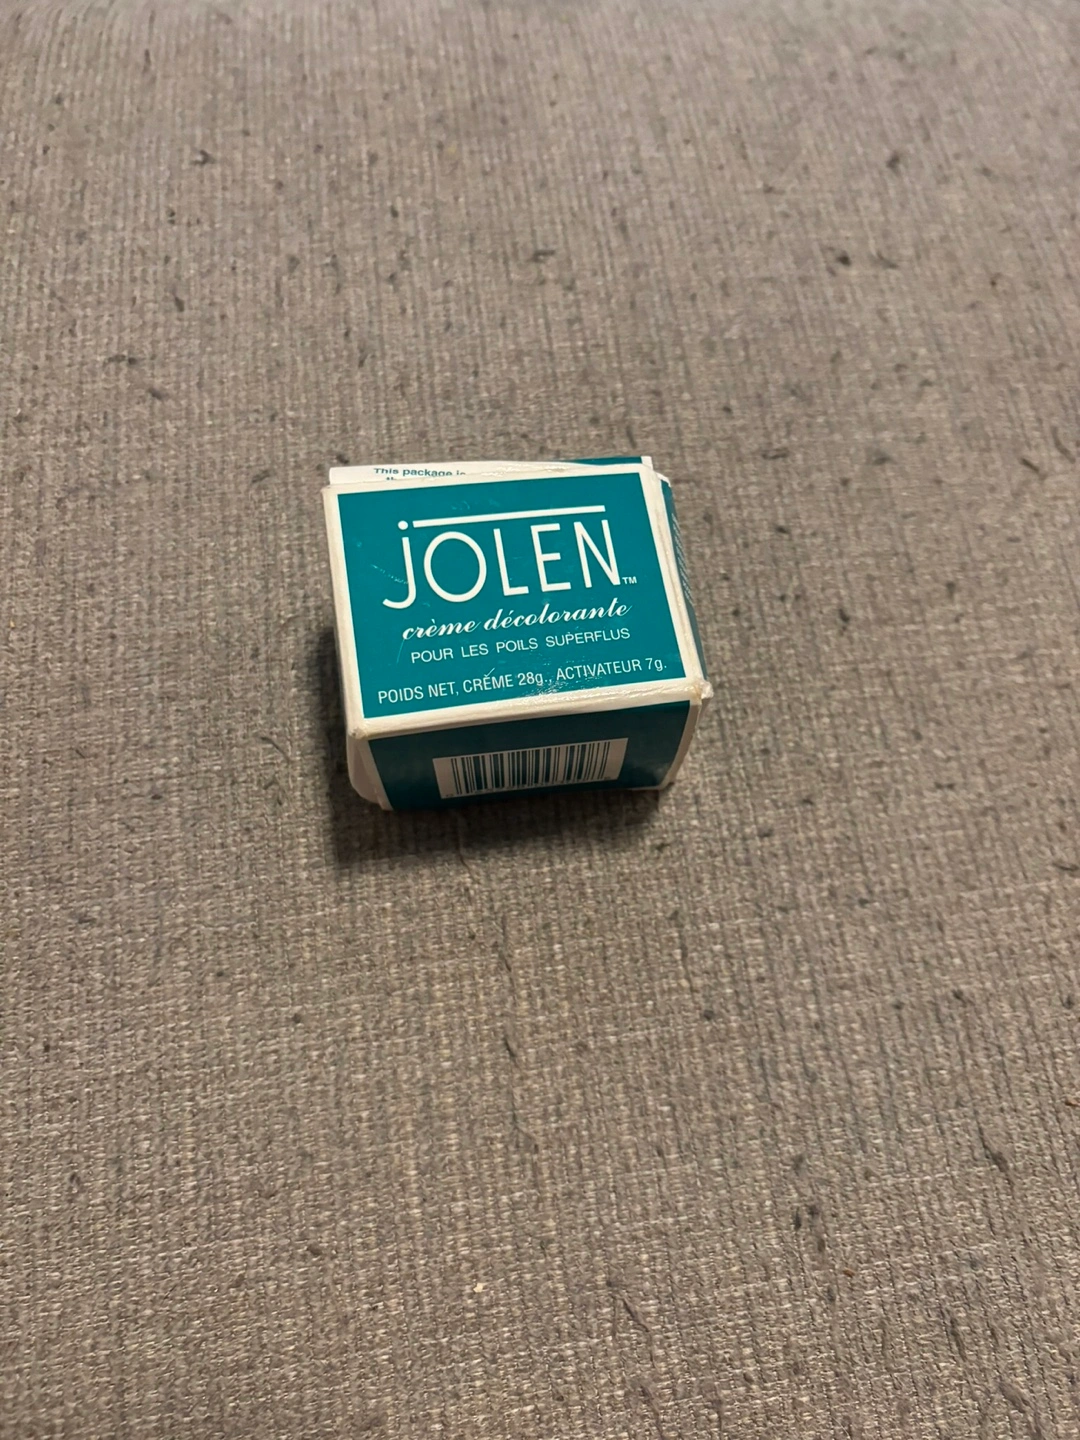 This package is
jOLEN™
crème décolorante
POUR LES POILS SUPERFLUS
POIDS NET, CRÈME 28g., ACTIVATEUR 7g.